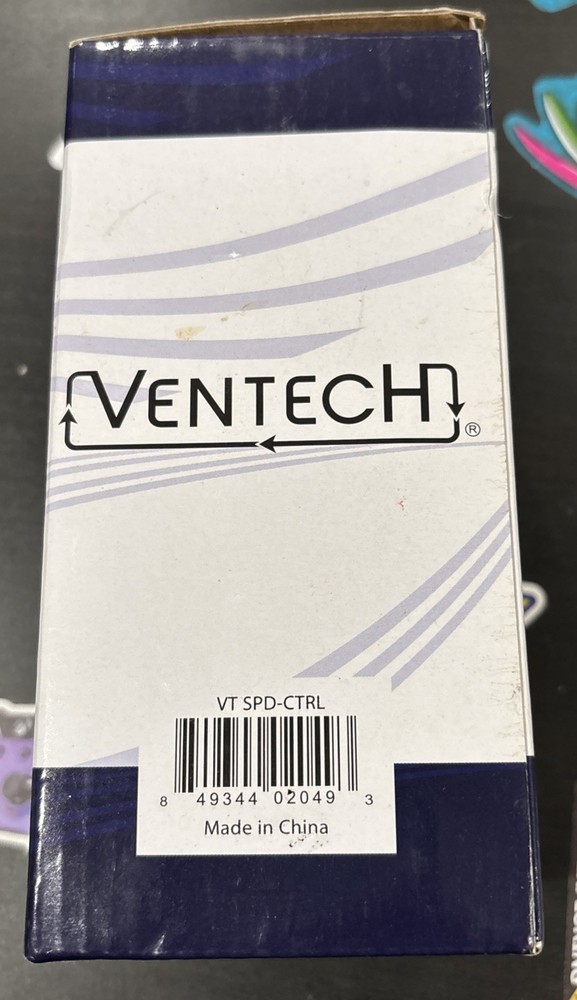 VENTECH
®
VT SPD-CTRL
8 49344 02049 3
Made in China